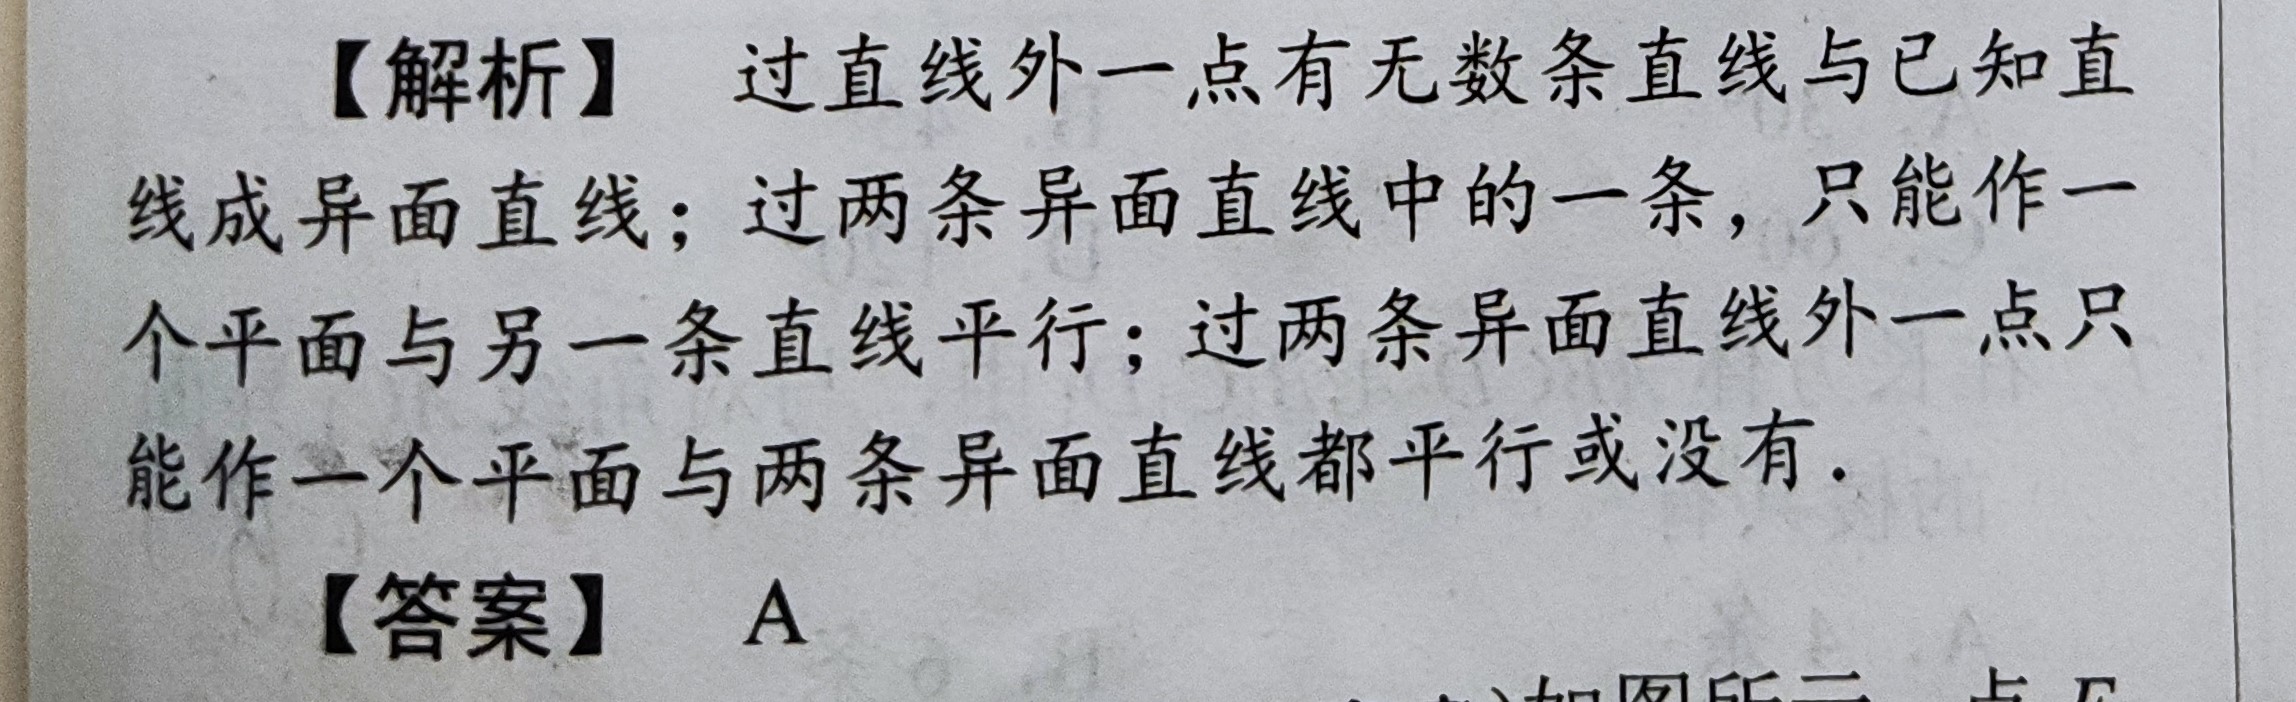 【解析】 过直线外一点有无数条直线与已知直
线成异面直线；过两条异面直线中的一条，只能作一
个平面与另一条直线平行；过两条异面直线外一点只
能作一个平面与两条异面直线都平行或没有．
【答案】 A
如图所示 点 E